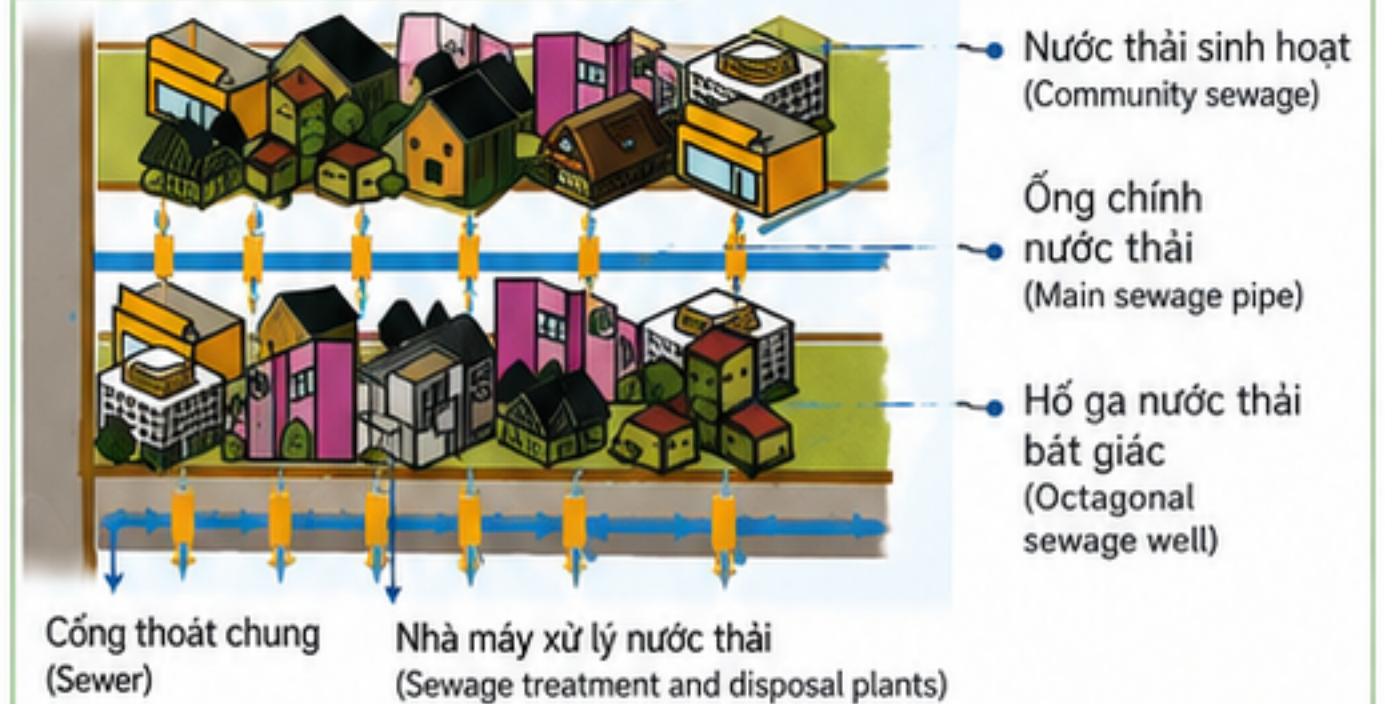 Nước thải sinh hoạt
(Community sewage)
Ống chính
nước thải
(Main sewage pipe)
Hố ga nước thải
bát giác
(Octagonal
sewage well)
Cống thoát chung
(Sewer)
Nhà máy xử lý nước thải
(Sewage treatment and disposal plants)